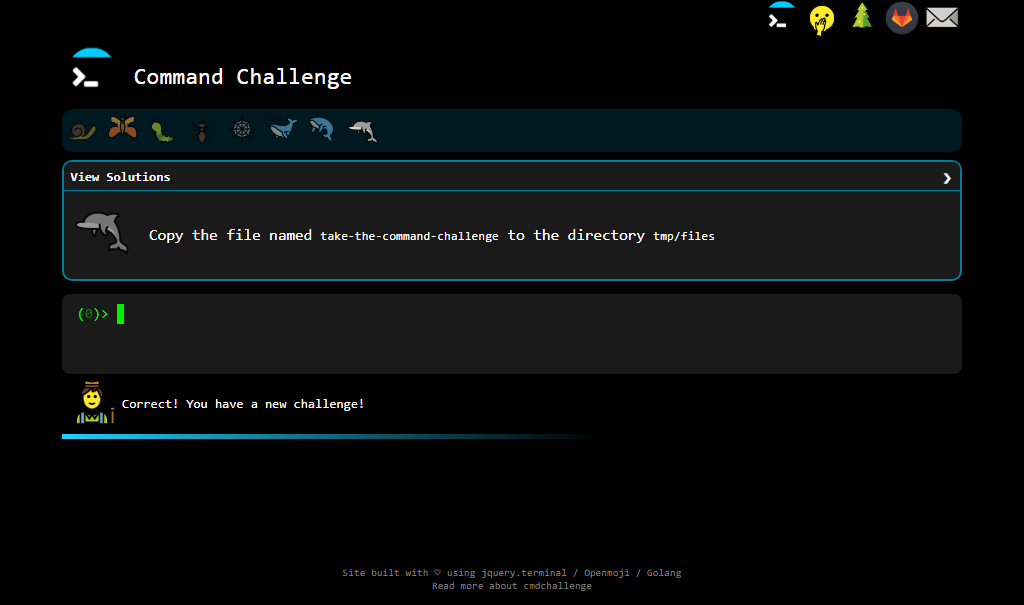 Command Challenge
View Solutions
Copy the file named take-the-command-challenge to the directory tmp/files
(0)>
Correct! You have a new challenge!
Site built with ♡ using jquery.terminal / Openmoji / Golang
Read more about cmdchallenge